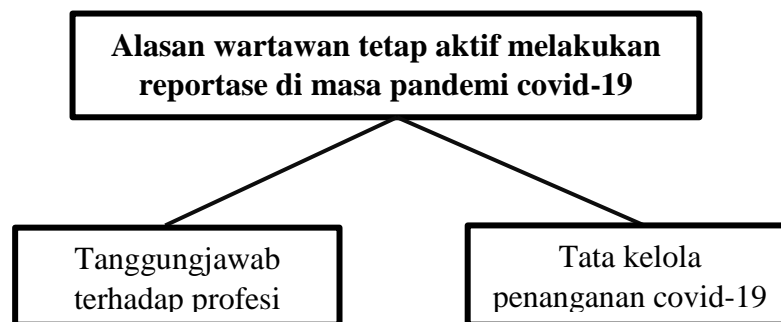 Alasan wartawan tetap aktif melakukan
reportase di masa pandemi covid-19
Tanggungjawab
terhadap profesi
Tata kelola
penanganan covid-19